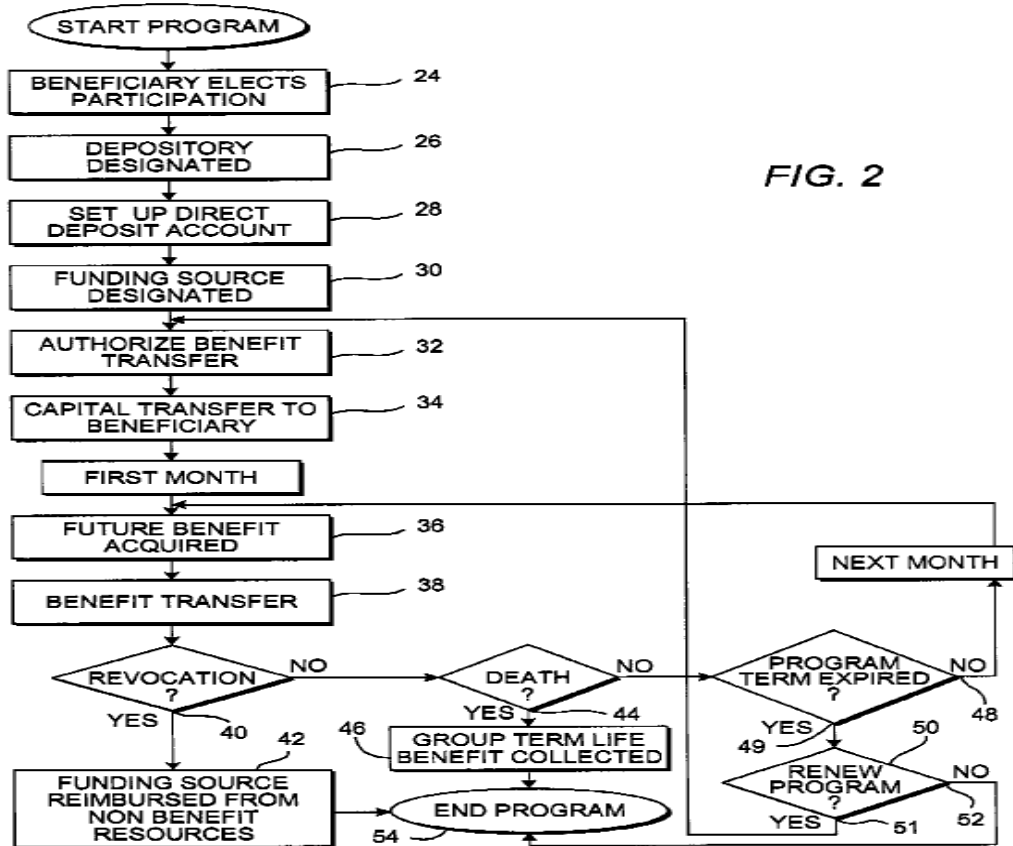 START PROGRAM
BENEFICIARY ELECTS
PARTICIPATION
24
DEPOSITORY
DESIGNATED
26
FIG. 2
SET UP DIRECT
DEPOSIT ACCOUNT
28
FUNDING SOURCE
DESIGNATED
30
AUTHORIZE BENEFIT
TRANSFER
32
CAPITAL TRANSFER TO
BENEFICIARY
34
FIRST MONTH
FUTURE BENEFIT
ACQUIRED
36
NEXT MONTH
BENEFIT TRANSFER
38
REVOCATION
?
NO
YES
40
DEATH
?
NO
YES
44
PROGRAM
TERM EXPIRED
?
NO
48
YES
49
42
FUNDING SOURCE
REIMBURSED FROM
NON BENEFIT
RESOURCES
46
GROUP TERM LIFE
BENEFIT COLLECTED
50
RENEW
PROGRAM
?
NO
52
YES
51
END PROGRAM
54